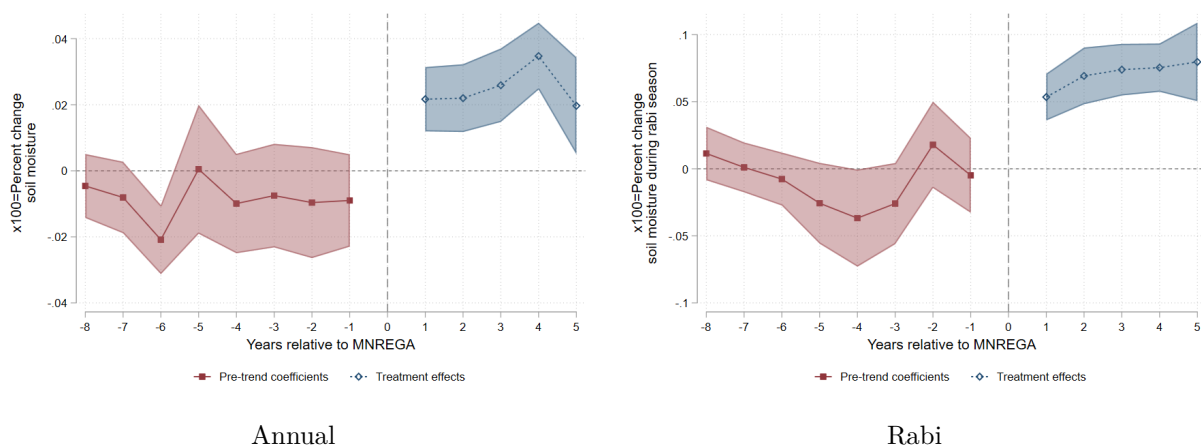 x100=Percent change
soil moisture
.04
.02
0
-.02
-.04
-8 -7 -6 -5 -4 -3 -2 -1 0 1 2 3 4 5
Years relative to MNREGA
Pre-trend coefficients Treatment effects
Annual
x100=Percent change
soil moisture during rabi season
.1
.05
0
-.05
-.1
-8 -7 -6 -5 -4 -3 -2 -1 0 1 2 3 4 5
Years relative to MNREGA
Pre-trend coefficients Treatment effects
Rabi